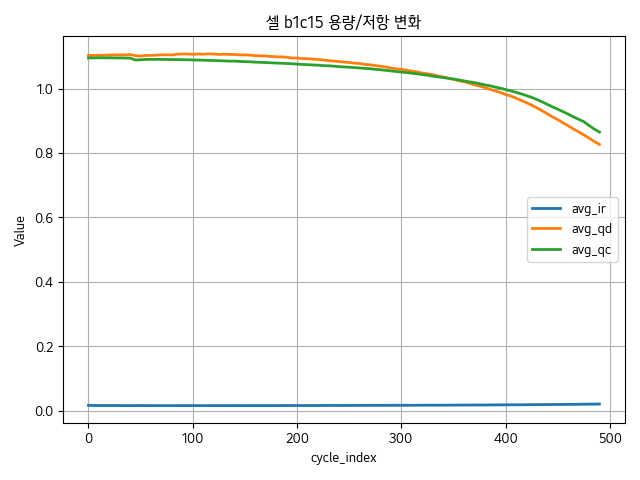 셀 b1c15 용량/저항 변화
Value
1.0
0.8
0.6
0.4
0.2
0.0
avg_ir
avg_qd
avg_qc
0 100 200 300 400 500
cycle_index